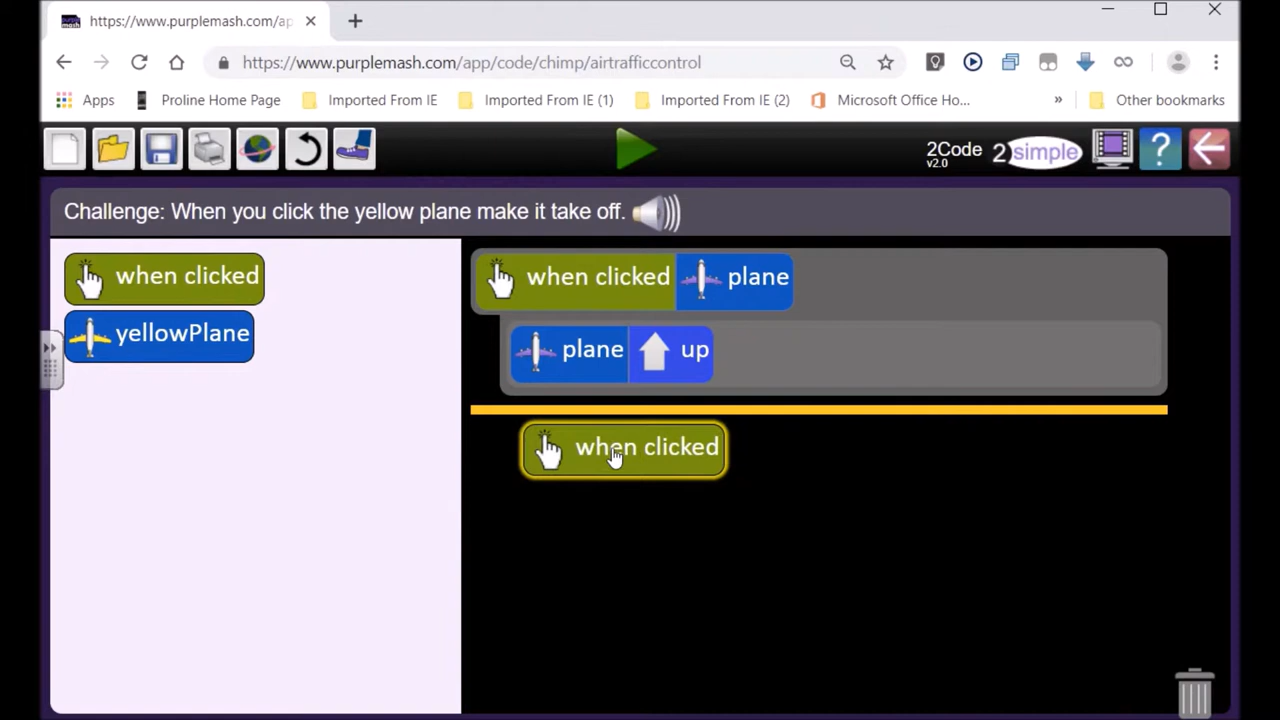 https://www.purplemash.com/ap
https://www.purplemash.com/app/code/chimp/airtrafficcontrol
Apps Proline Home Page Imported From IE Imported From IE (1) Imported From IE (2) Microsoft Office Ho... » Other bookmarks
2Code 2simple
v2.0
Challenge: When you click the yellow plane make it take off.
when clicked
yellowPlane
when clicked plane
plane up
when clicked